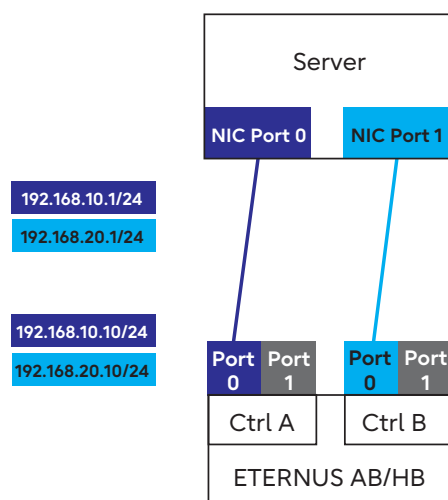 Server
NIC Port 0
NIC Port 1
192.168.10.1/24
192.168.20.1/24
192.168.10.10/24
192.168.20.10/24
Port
0
Port
1
Port
0
Port
1
Ctrl A
Ctrl B
ETERNUS AB/HB